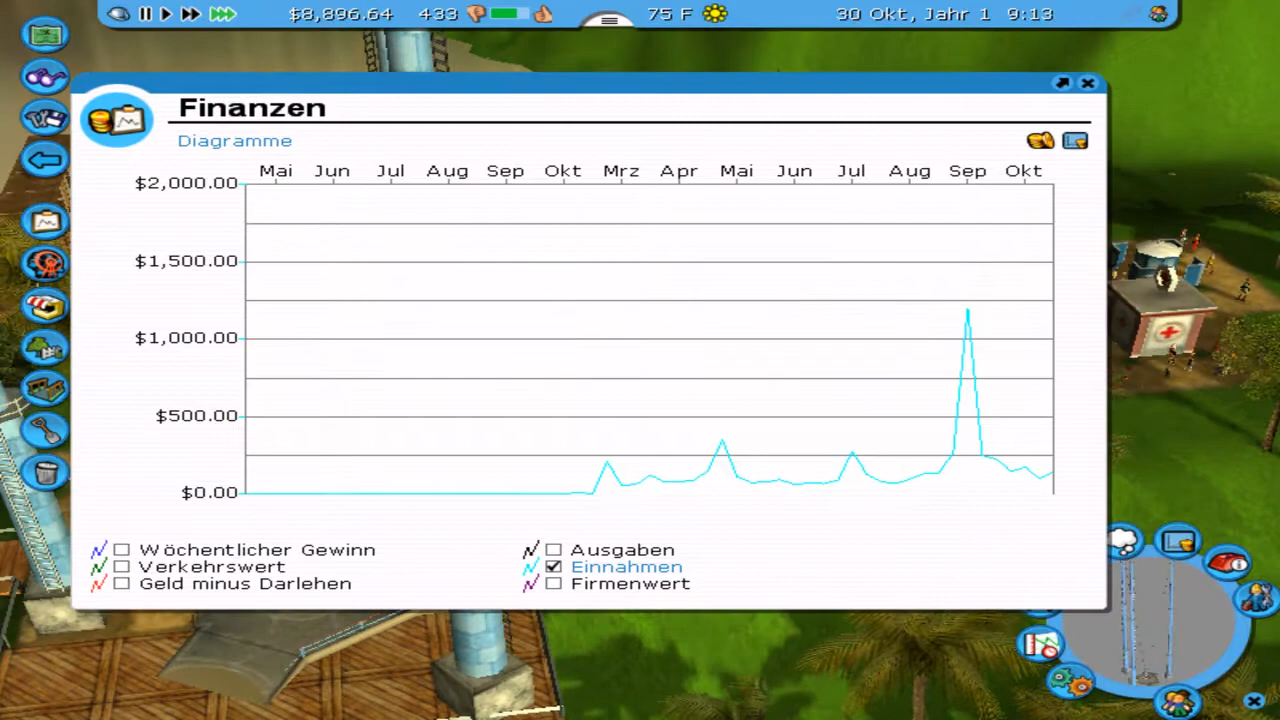 $8,896.64 433 75 F 30 Okt, Jahr 1 9:13
Finanzen
Diagramme
Mai Jun Jul Aug Sep Okt Mrz Apr Mai Jun Jul Aug Sep Okt
$2,000.00
$1,500.00
$1,000.00
$500.00
$0.00
Wöchentlicher Gewinn
Verkehrswert
Geld minus Darlehen
Ausgaben
Einnahmen
Firmenwert